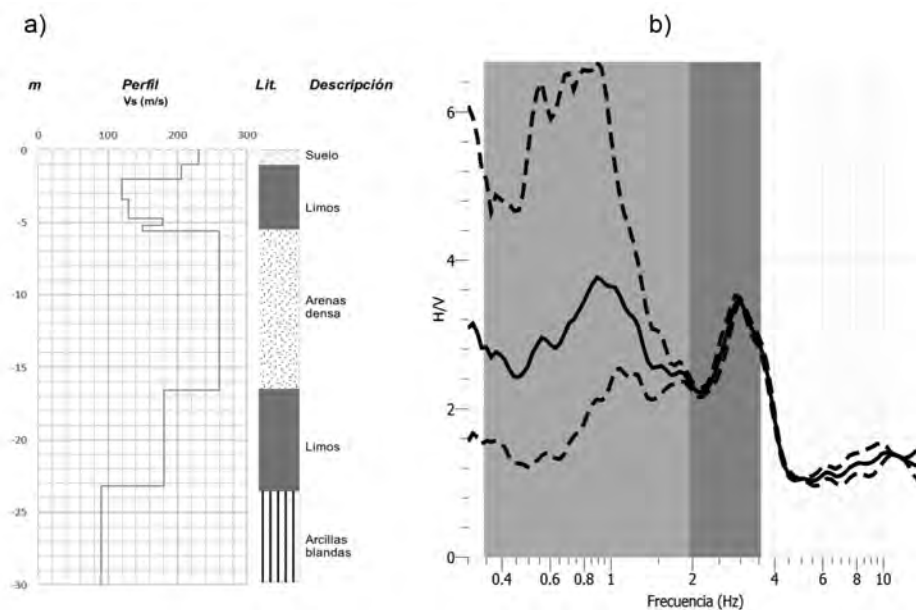 a)
m Perfil Lit. Descripción
Vs (m/s)
0 100 200 300
0
-5
-10
-15
-20
-25
-30
Suelo
Limos
Arenas
densa
Limos
Arcillas
blandas
b)
H/V
6
4
2
0
0.4 0.6 0.8 1 2 4 6 8 10
Frecuencia (Hz)